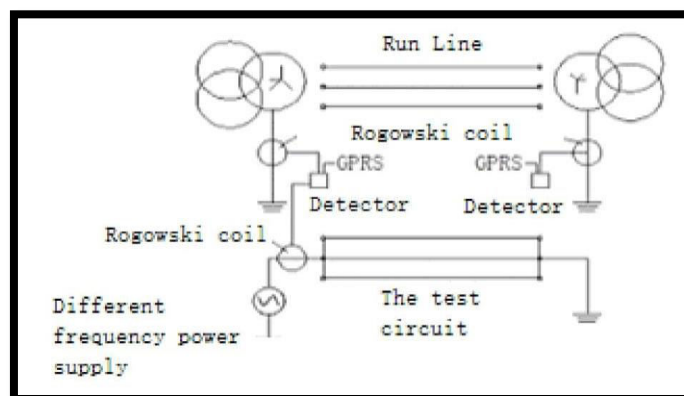 Run Line
Rogowski coil
GPRS
GPRS
Detector
Detector
Rogowski coil
Different
frequency power
supply
The test
circuit